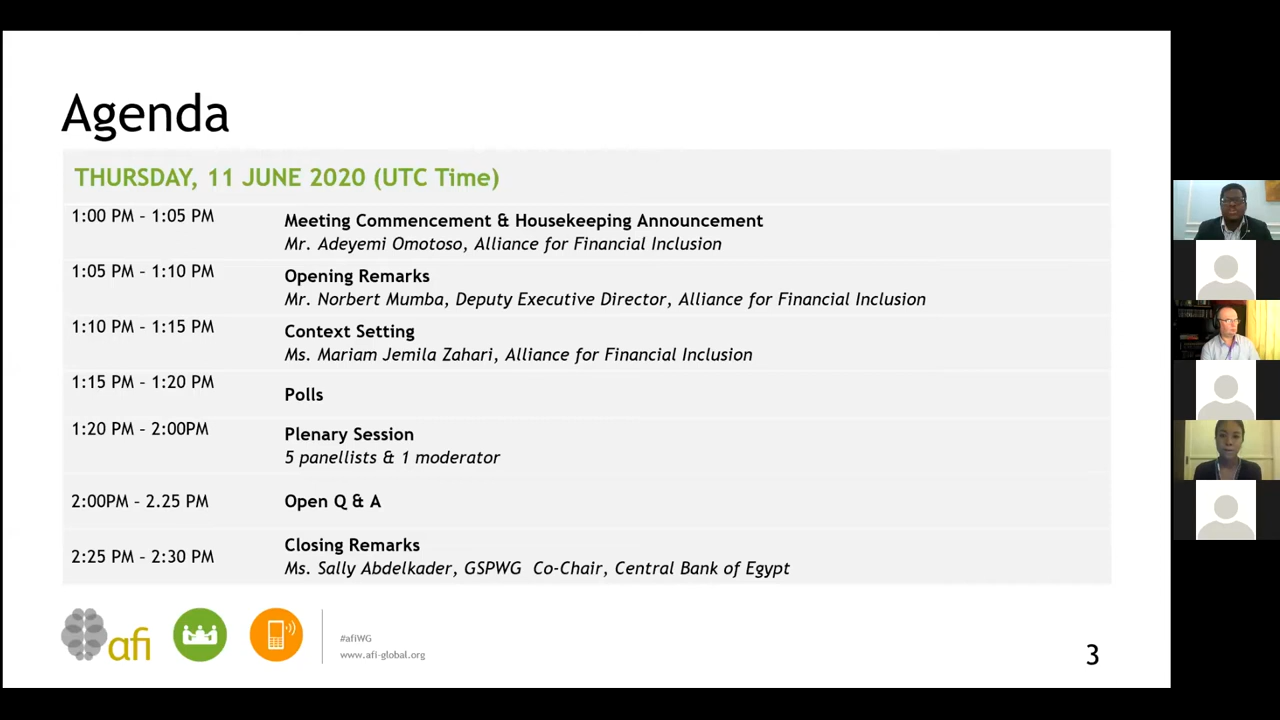 Agenda
THURSDAY, 11 JUNE 2020 (UTC Time)
1:00 PM – 1:05 PM
Meeting Commencement & Housekeeping Announcement
Mr. Adeyemi Omotoso, Alliance for Financial Inclusion
1:05 PM – 1:10 PM
Opening Remarks
Mr. Norbert Mumba, Deputy Executive Director, Alliance for Financial Inclusion
1:10 PM – 1:15 PM
Context Setting
Ms. Mariam Jemila Zahari, Alliance for Financial Inclusion
1:15 PM – 1:20 PM
Polls
1:20 PM – 2:00PM
Plenary Session
5 panellists & 1 moderator
2:00PM – 2.25 PM
Open Q & A
2:25 PM – 2:30 PM
Closing Remarks
Ms. Sally Abdelkader, GSPWG Co-Chair, Central Bank of Egypt
afi
#afiWG
www.afi-global.org
3